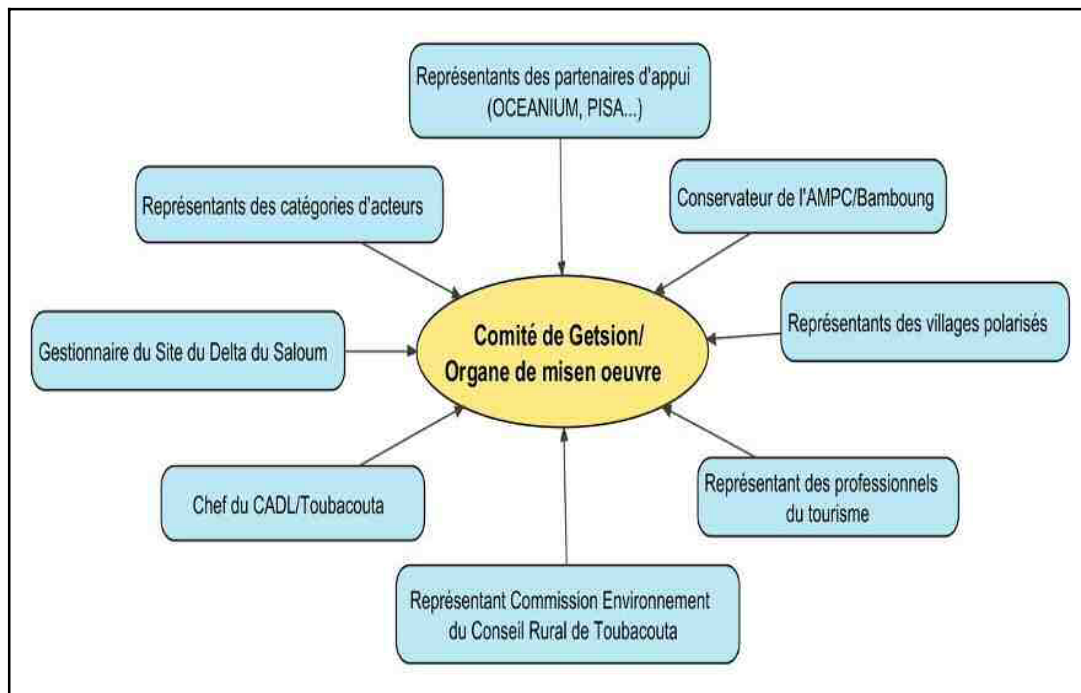 Représentants des partenaires d'appui
(OCEANIUM, PISA...)
Représentants des catégories d'acteurs
Conservateur de l'AMPC/Bamboung
Gestionnaire du Site du Delta du Saloum
Comité de Getsion/
Organe de misen oeuvre
Représentants des villages polarisés
Chef du CADL/Toubacouta
Représentant des professionnels
du tourisme
Représentant Commission Environnement
du Conseil Rural de Toubacouta